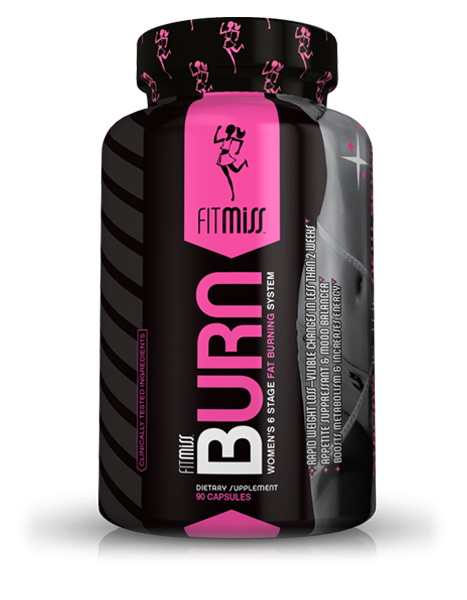 FITMISS™
FITMISS
BURN
WOMEN'S 6 STAGE FAT BURNING SYSTEM
DIETARY SUPPLEMENT
90 CAPSULES
CLINICALLY TESTED INGREDIENTS
RAPID WEIGHT LOSS—VISIBLE CHANGES IN LESS THAN 2 WEEKS
APPETITE SUPPRESSANT & MOOD BALANCER
BOOSTS METABOLISM & INCREASES ENERGY